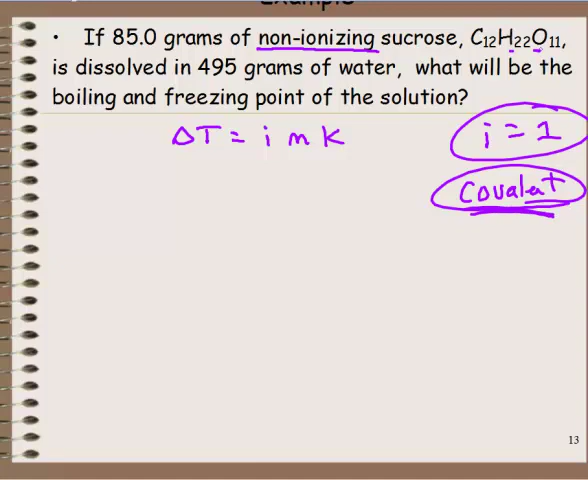 Example
• If 85.0 grams of non-ionizing sucrose, C₁₂H₂₂O₁₁,
is dissolved in 495 grams of water, what will be the
boiling and freezing point of the solution?
ΔT = i m k
i = 1
Covalent
13